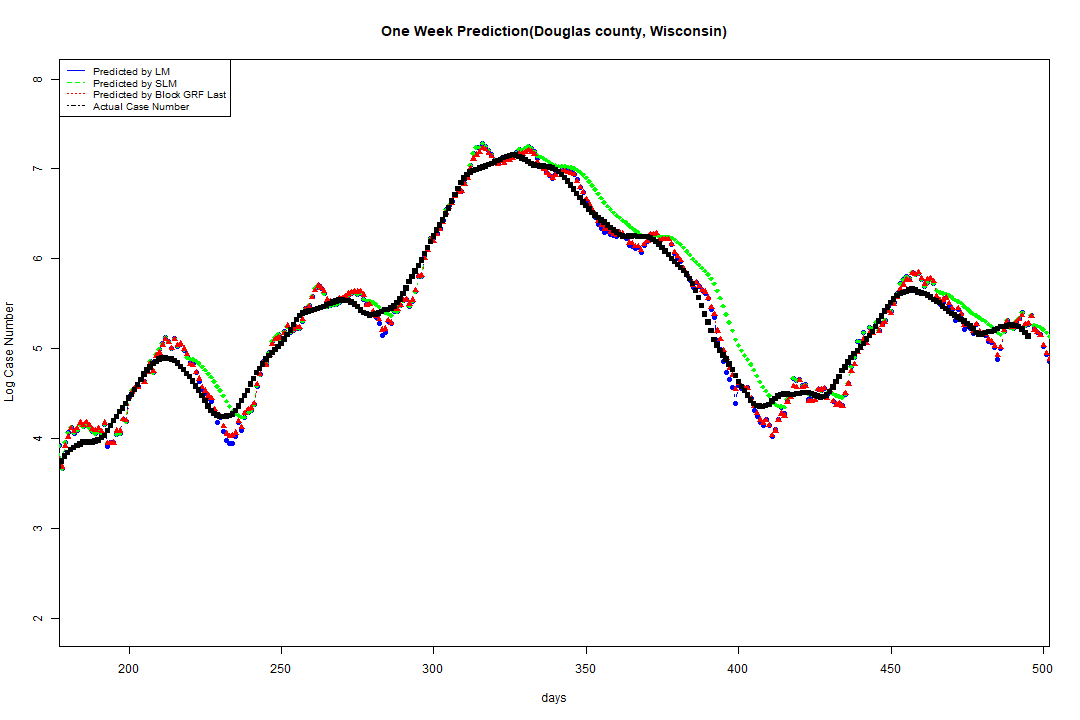 One Week Prediction(Douglas county, Wisconsin)
Predicted by LM
Predicted by SLM
Predicted by Block GRF Last
Actual Case Number
8
7
6
5
4
3
2
Log Case Number
200 250 300 350 400 450 500
days